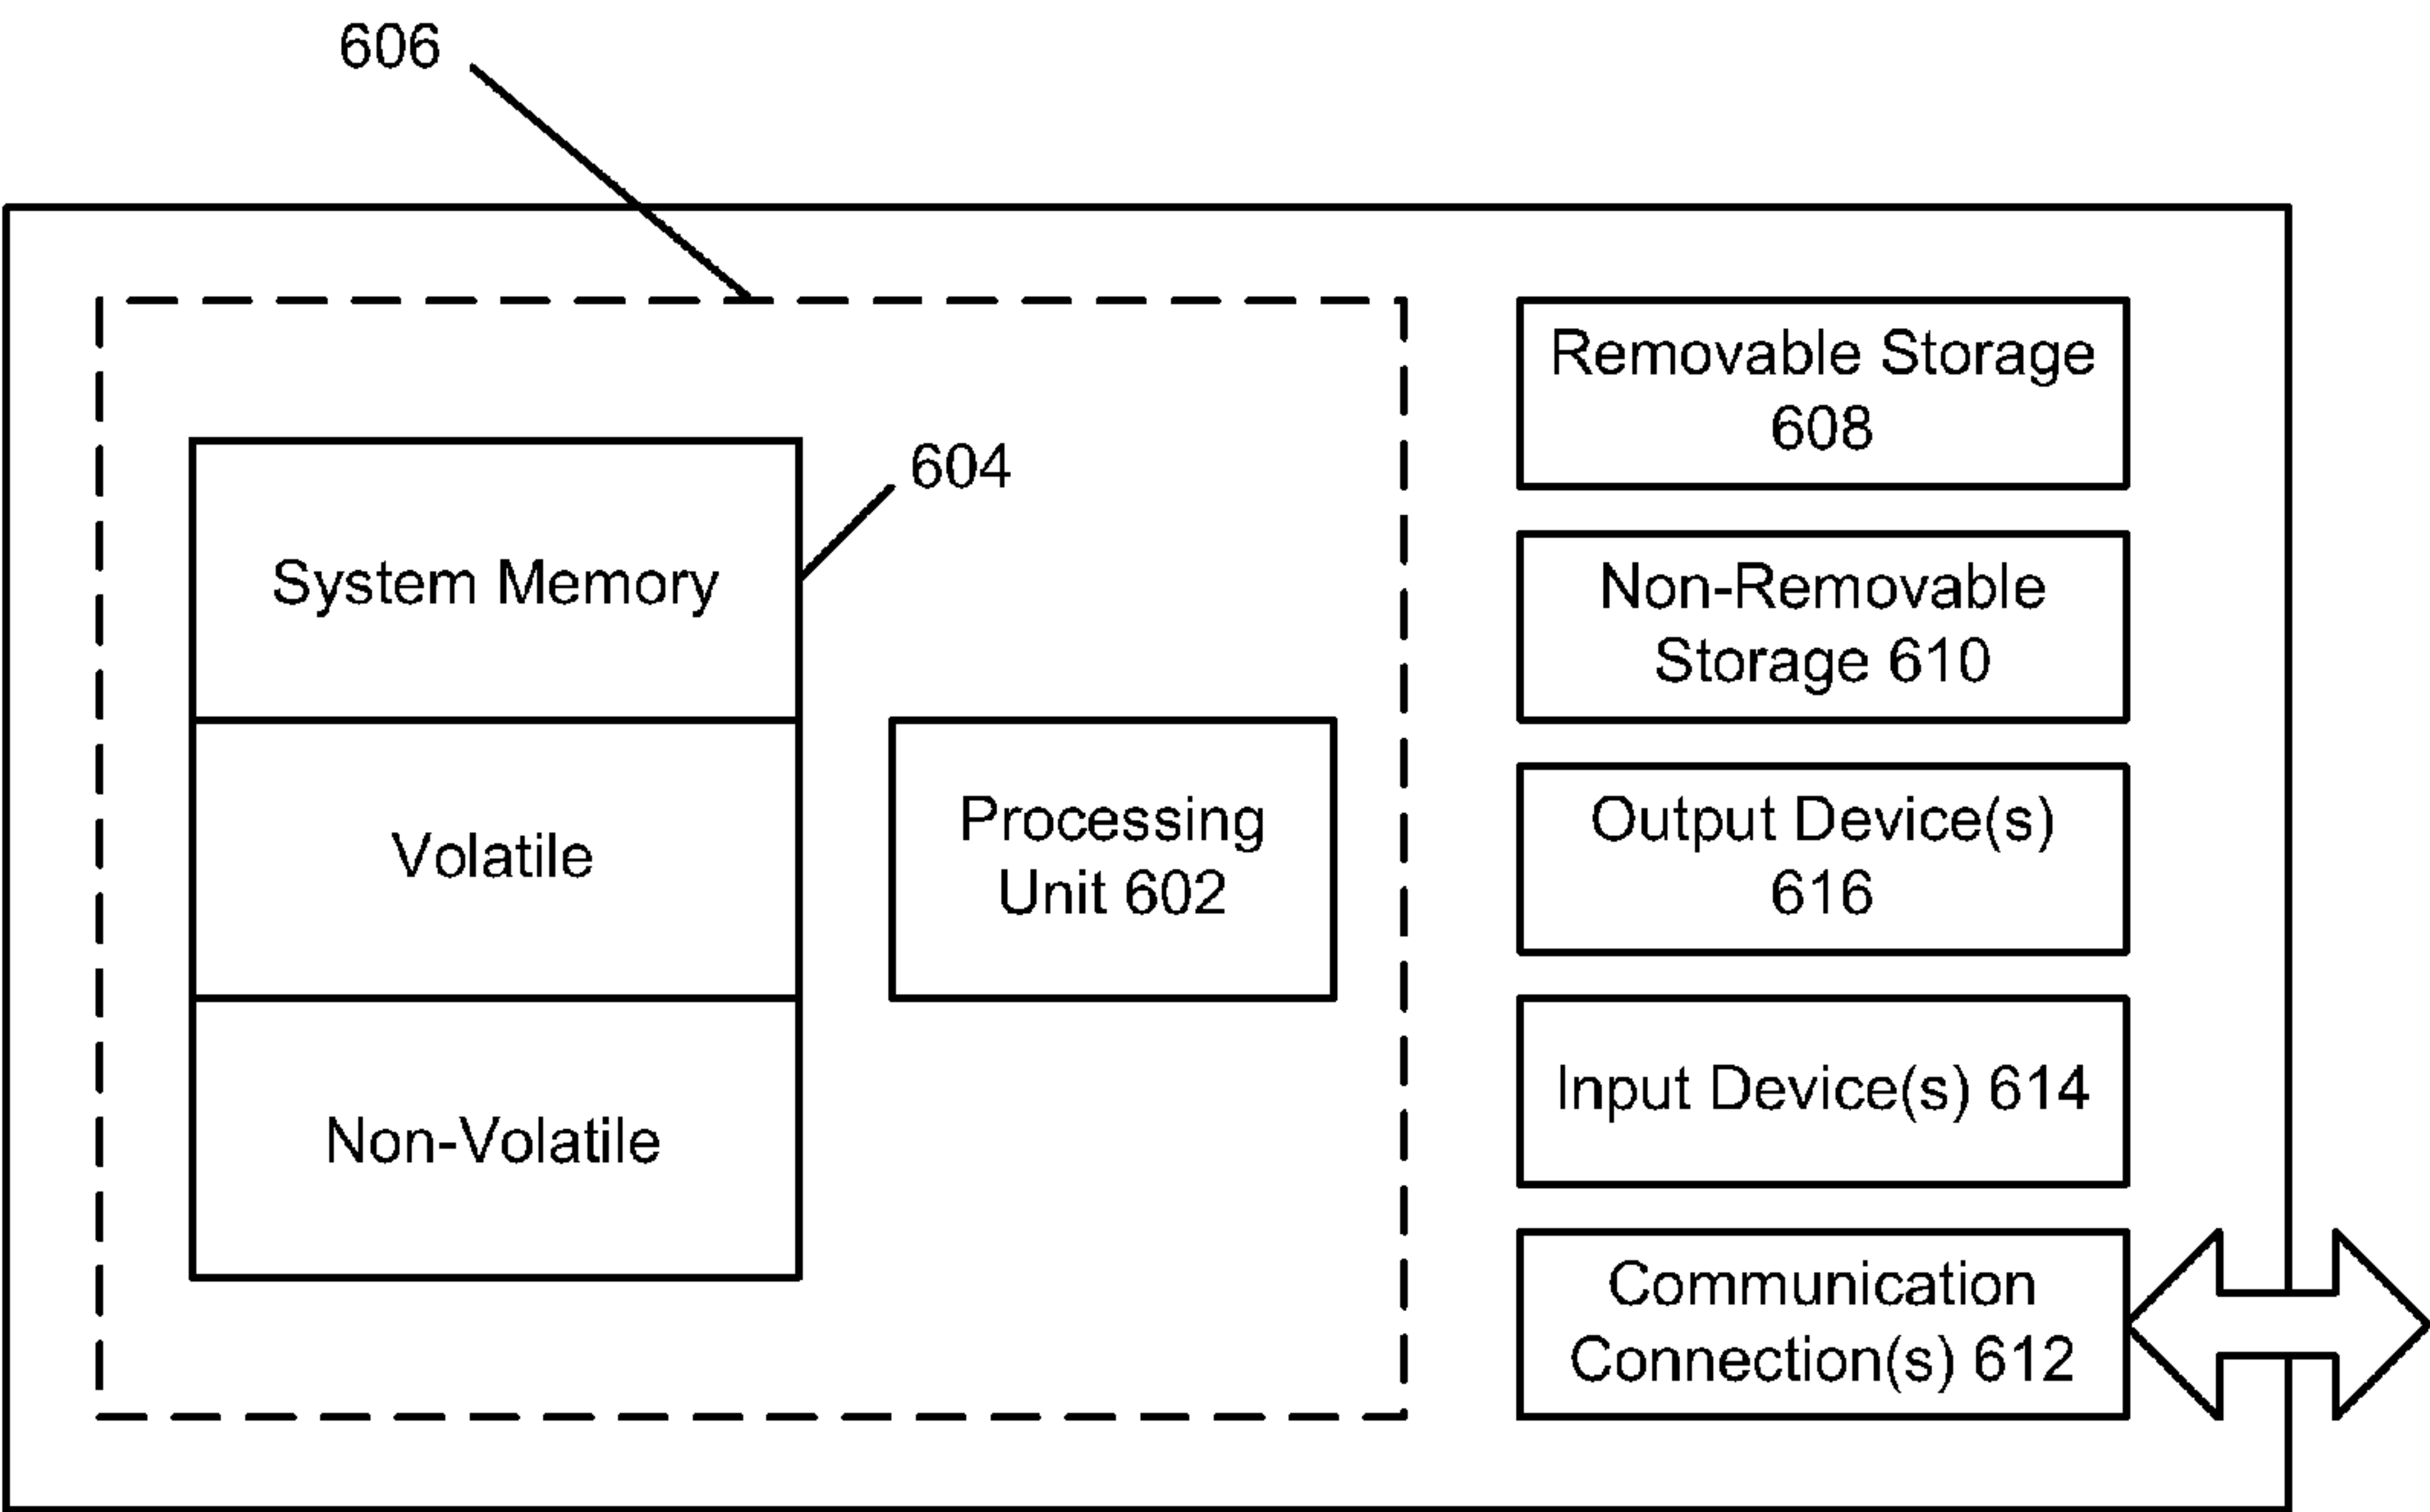 606
604
System Memory
Volatile
Non-Volatile
Processing
Unit 602
Removable Storage
608
Non-Removable
Storage 610
Output Device(s)
616
Input Device(s) 614
Communication
Connection(s) 612